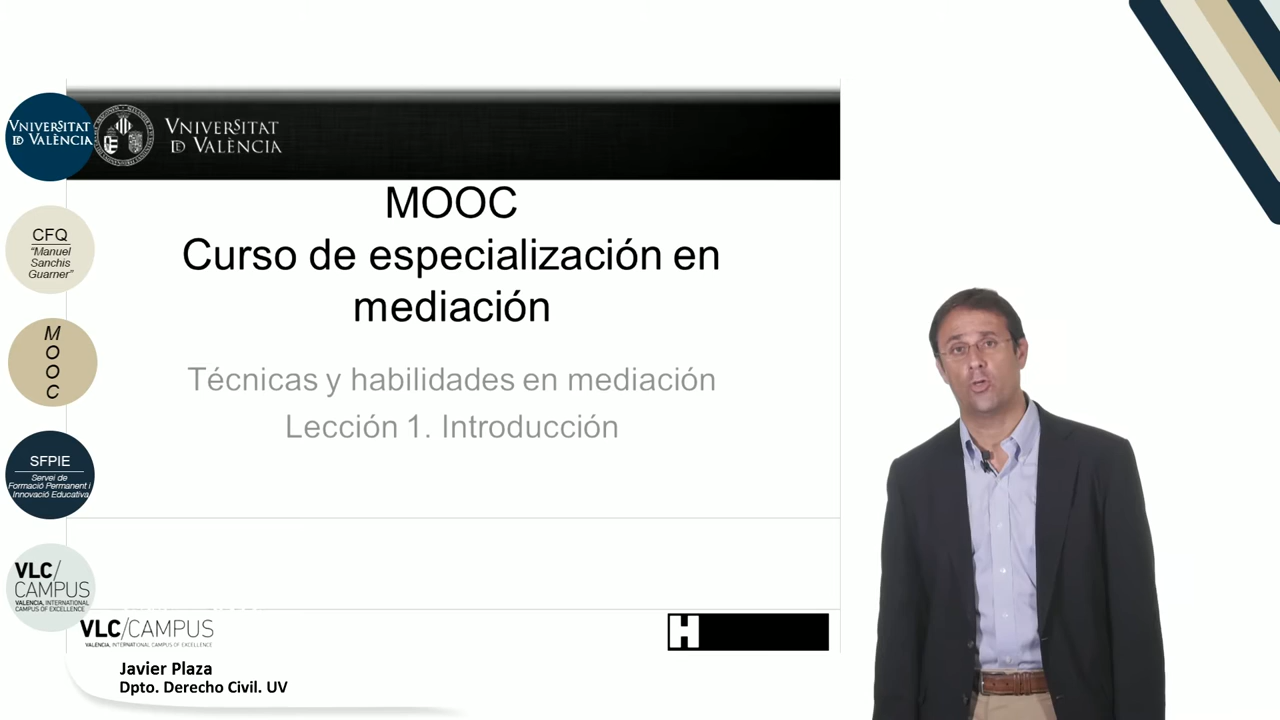 VNIVERSITAT
DE VALÈNCIA
VNIVERSITAT
DE VALÈNCIA
CFQ
"Manuel
Sanchis
Guarner"
M
O
O
C
SFPIE
Servei de
Formació Permanent i
Innovació Educativa
VLC/
CAMPUS
VALENCIA, INTERNATIONAL
CAMPUS OF EXCELLENCE
MOOC
Curso de especialización en
mediación
Técnicas y habilidades en mediación
Lección 1. Introducción
VLC/CAMPUS
VALENCIA, INTERNATIONAL CAMPUS OF EXCELLENCE
H
Javier Plaza
Dpto. Derecho Civil. UV